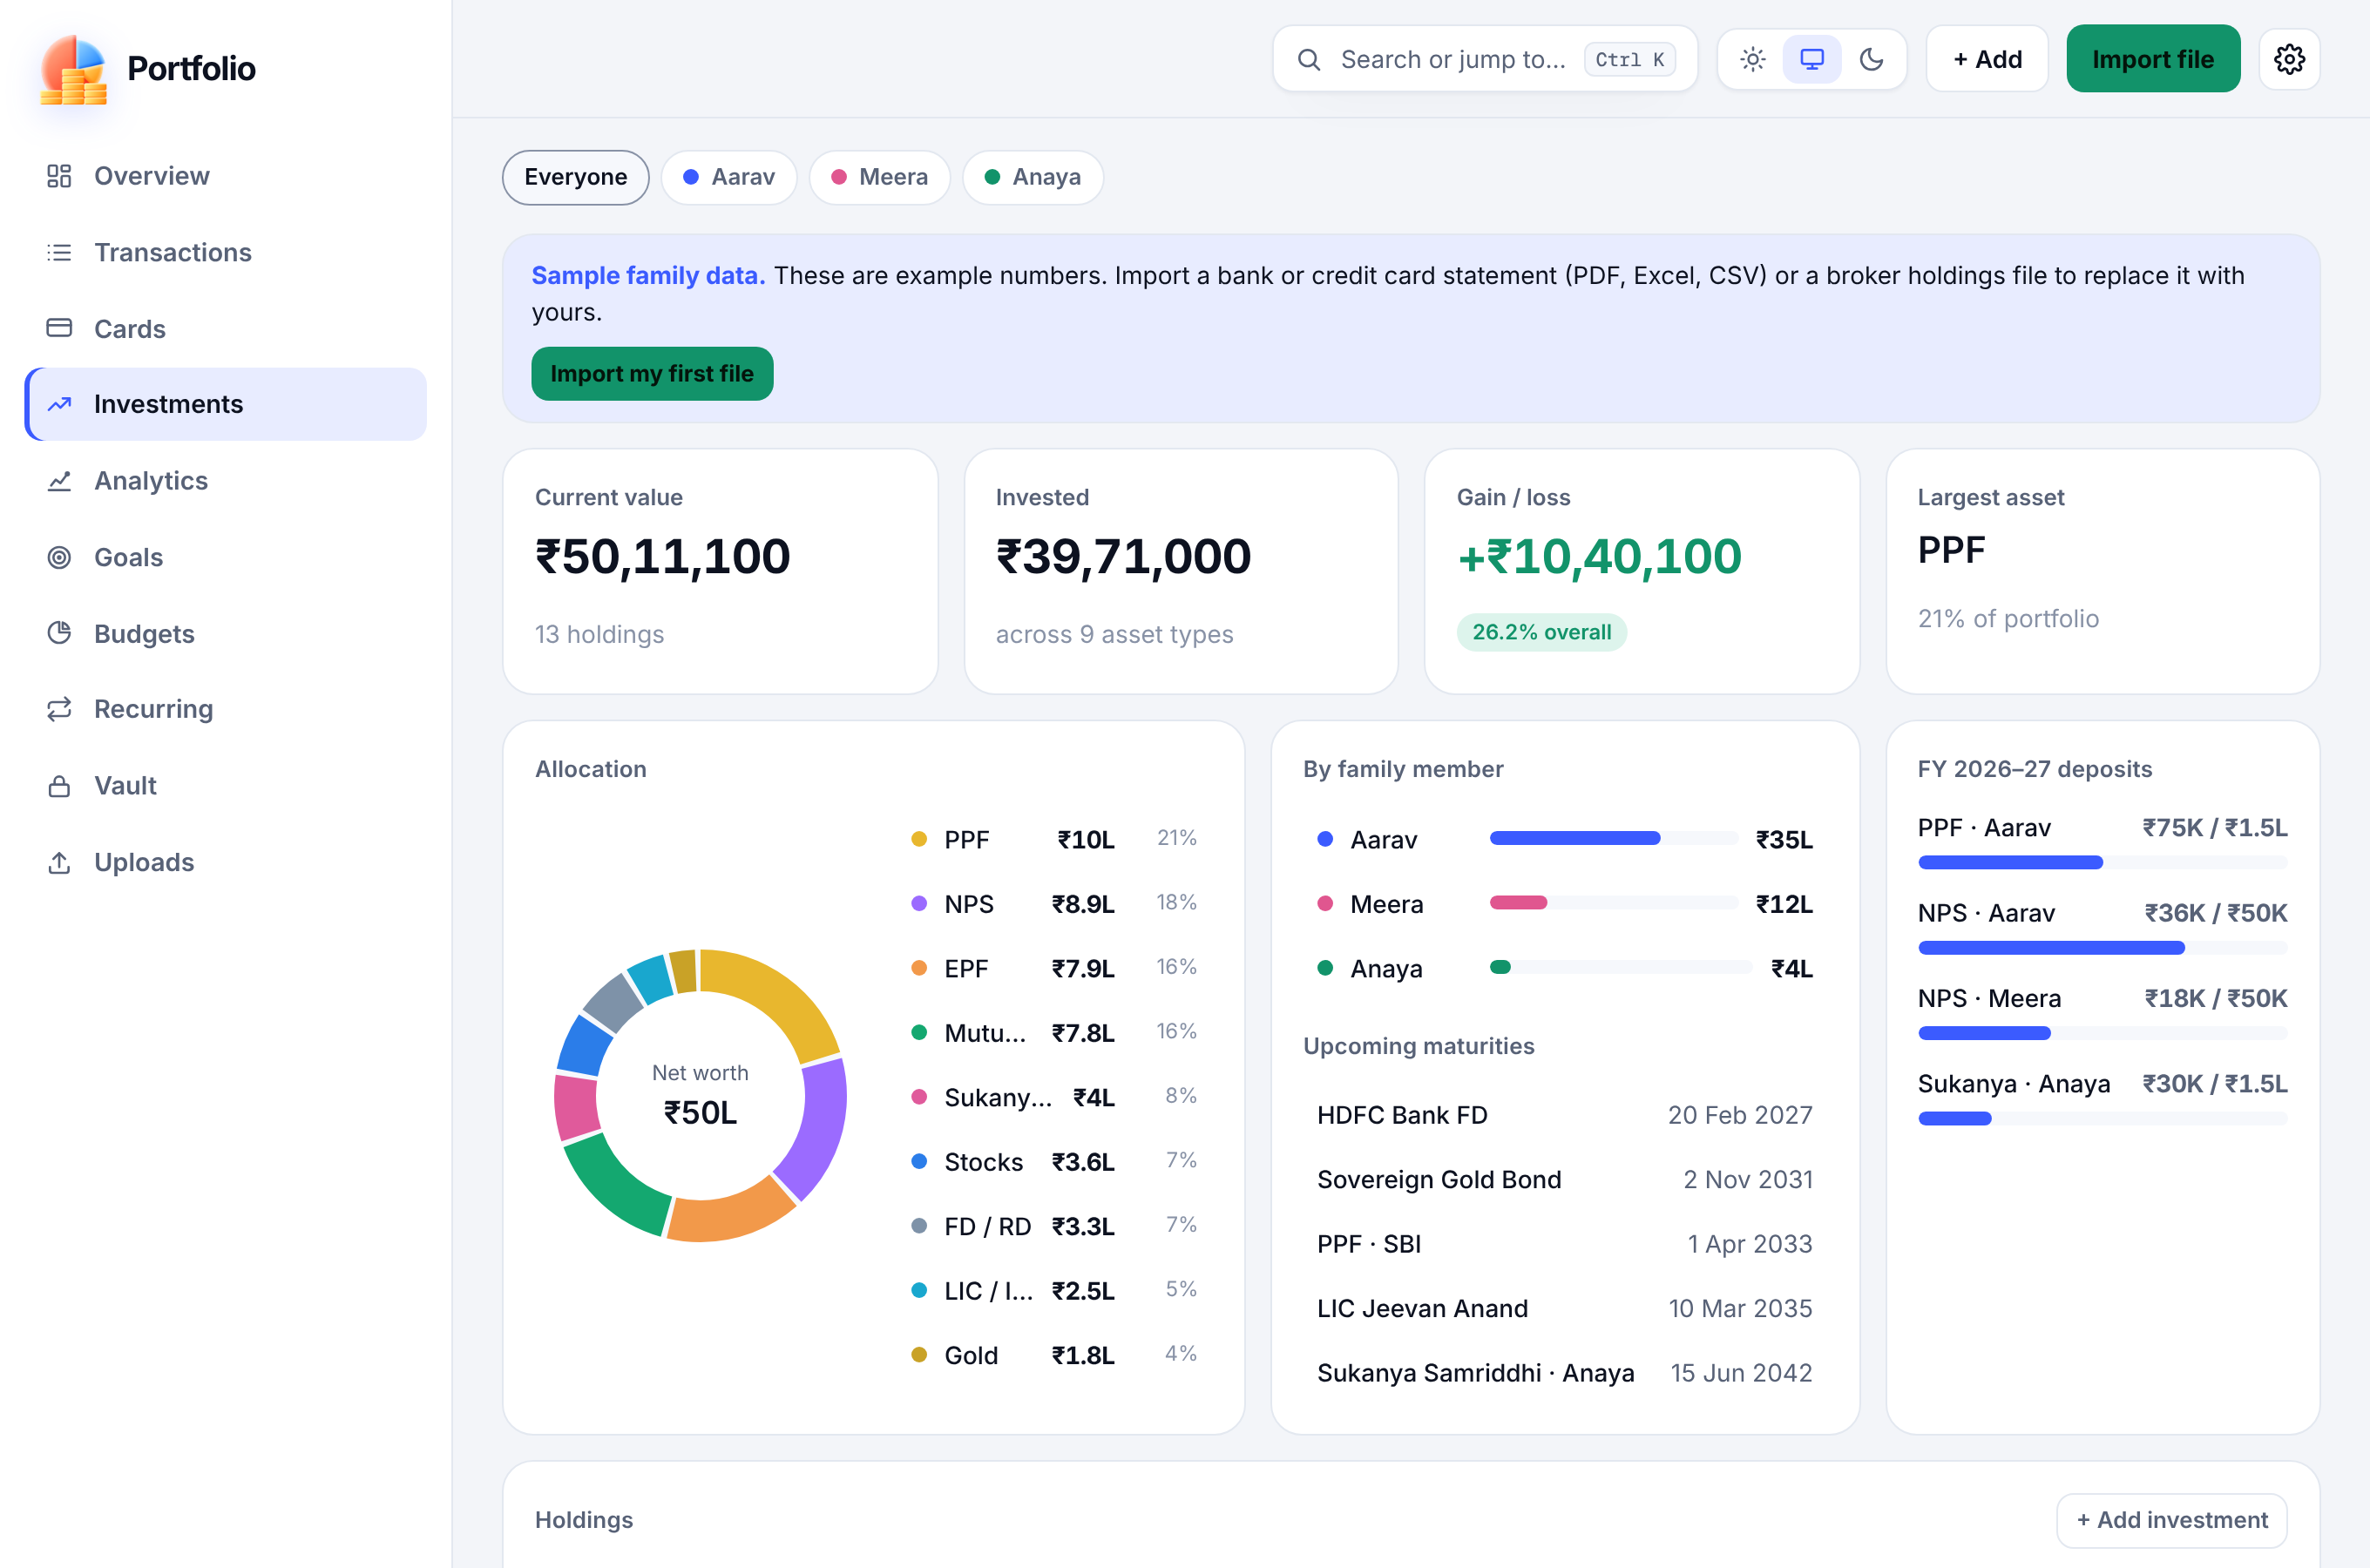 Portfolio
Search or jump to... Ctrl K
+ Add
Import file
Overview
Transactions
Cards
Investments
Analytics
Goals
Budgets
Recurring
Vault
Uploads
Everyone
Aarav
Meera
Anaya
Sample family data. These are example numbers. Import a bank or credit card statement (PDF, Excel, CSV) or a broker holdings file to replace it with
yours.
Import my first file
Current value
₹50,11,100
13 holdings
Invested
₹39,71,000
across 9 asset types
Gain / loss
+₹10,40,100
26.2% overall
Largest asset
PPF
21% of portfolio
Allocation
Net worth
₹50L
PPF ₹10L 21%
NPS ₹8.9L 18%
EPF ₹7.9L 16%
Mutu... ₹7.8L 16%
Sukany... ₹4L 8%
Stocks ₹3.6L 7%
FD / RD ₹3.3L 7%
LIC / I... ₹2.5L 5%
Gold ₹1.8L 4%
By family member
Aarav ₹35L
Meera ₹12L
Anaya ₹4L
Upcoming maturities
HDFC Bank FD 20 Feb 2027
Sovereign Gold Bond 2 Nov 2031
PPF · SBI 1 Apr 2033
LIC Jeevan Anand 10 Mar 2035
Sukanya Samriddhi · Anaya 15 Jun 2042
FY 2026–27 deposits
PPF · Aarav ₹75K / ₹1.5L
NPS · Aarav ₹36K / ₹50K
NPS · Meera ₹18K / ₹50K
Sukanya · Anaya ₹30K / ₹1.5L
Holdings
+ Add investment